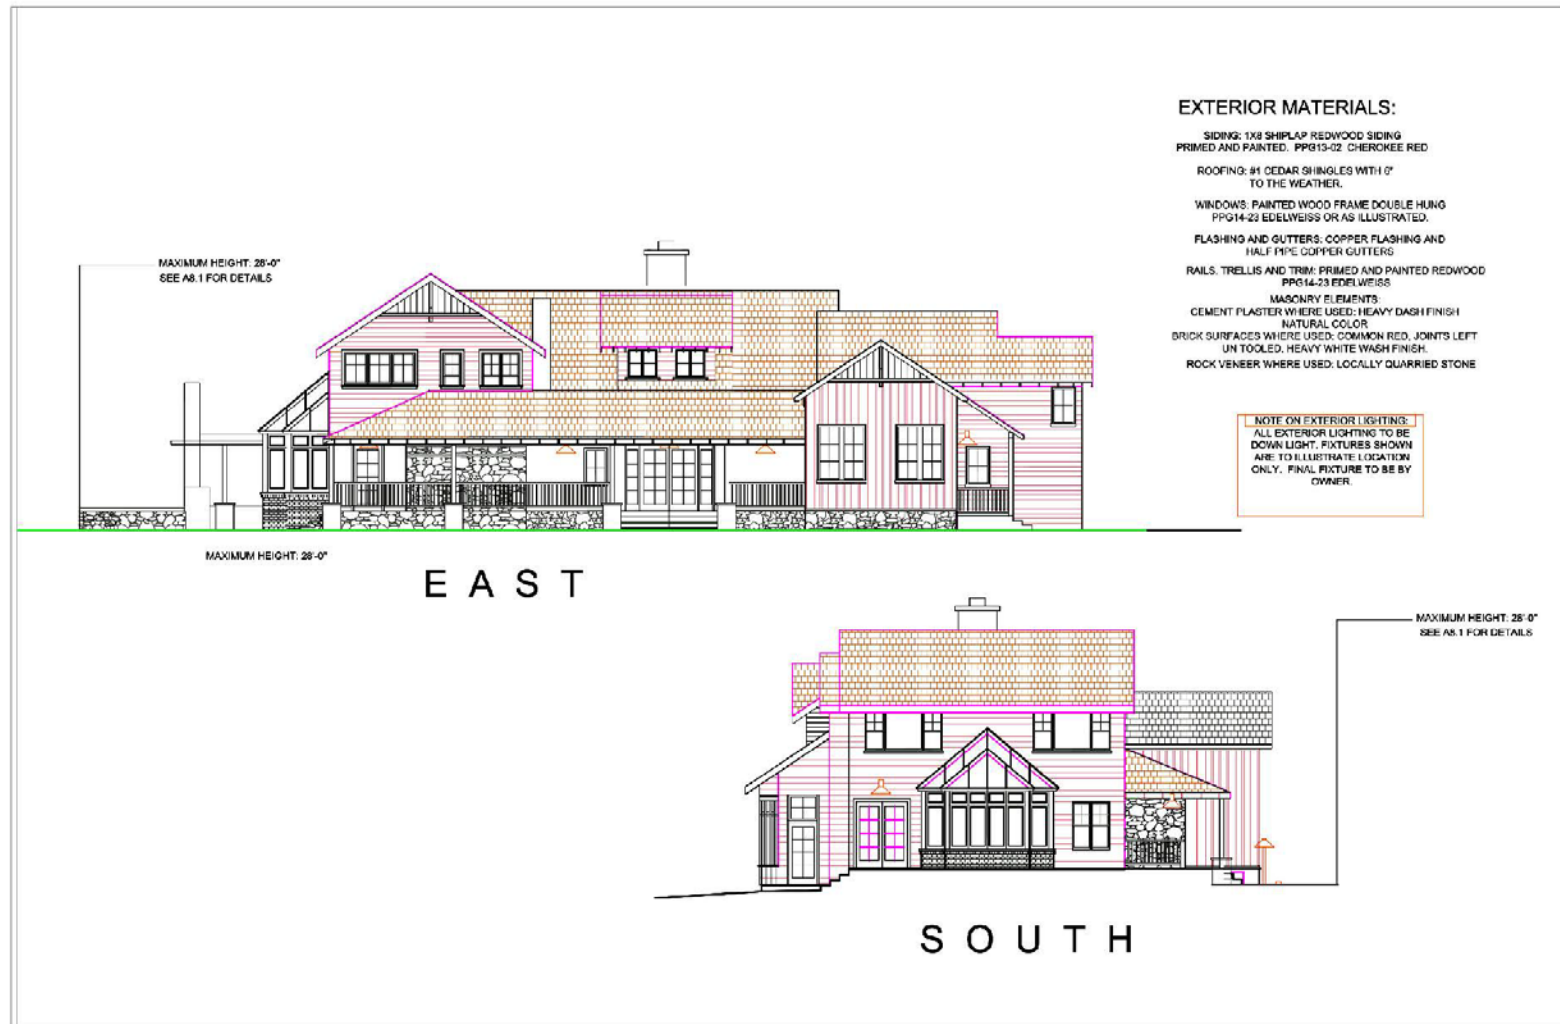 EXTERIOR MATERIALS:
SIDING: 1X8 SHIPLAP REDWOOD SIDING
PRIMED AND PAINTED. PPG13-02 CHEROKEE RED
ROOFING: #1 CEDAR SHINGLES WITH 6"
TO THE WEATHER.
WINDOWS: PAINTED WOOD FRAME DOUBLE HUNG
PPG14-23 EDELWEISS OR AS ILLUSTRATED.
FLASHING AND GUTTERS: COPPER FLASHING AND
HALF PIPE COPPER GUTTERS
RAILS, TRELLIS AND TRIM: PRIMED AND PAINTED REDWOOD
PPG14-23 EDELWEISS
MASONRY ELEMENTS:
CEMENT PLASTER WHERE USED: HEAVY DASH FINISH
NATURAL COLOR
BRICK SURFACES WHERE USED: COMMON RED, JOINTS LEFT
UN TOOLED, HEAVY WHITE WASH FINISH.
ROCK VENEER WHERE USED: LOCALLY QUARRIED STONE
MAXIMUM HEIGHT: 28'-0"
SEE A8.1 FOR DETAILS
NOTE ON EXTERIOR LIGHTING:
ALL EXTERIOR LIGHTING TO BE
DOWN LIGHT. FIXTURES SHOWN
ARE TO ILLUSTRATE LOCATION
ONLY. FINAL FIXTURE TO BE BY
OWNER.
MAXIMUM HEIGHT: 28'-0"
EAST
MAXIMUM HEIGHT: 28'-0"
SEE A8.1 FOR DETAILS
SOUTH